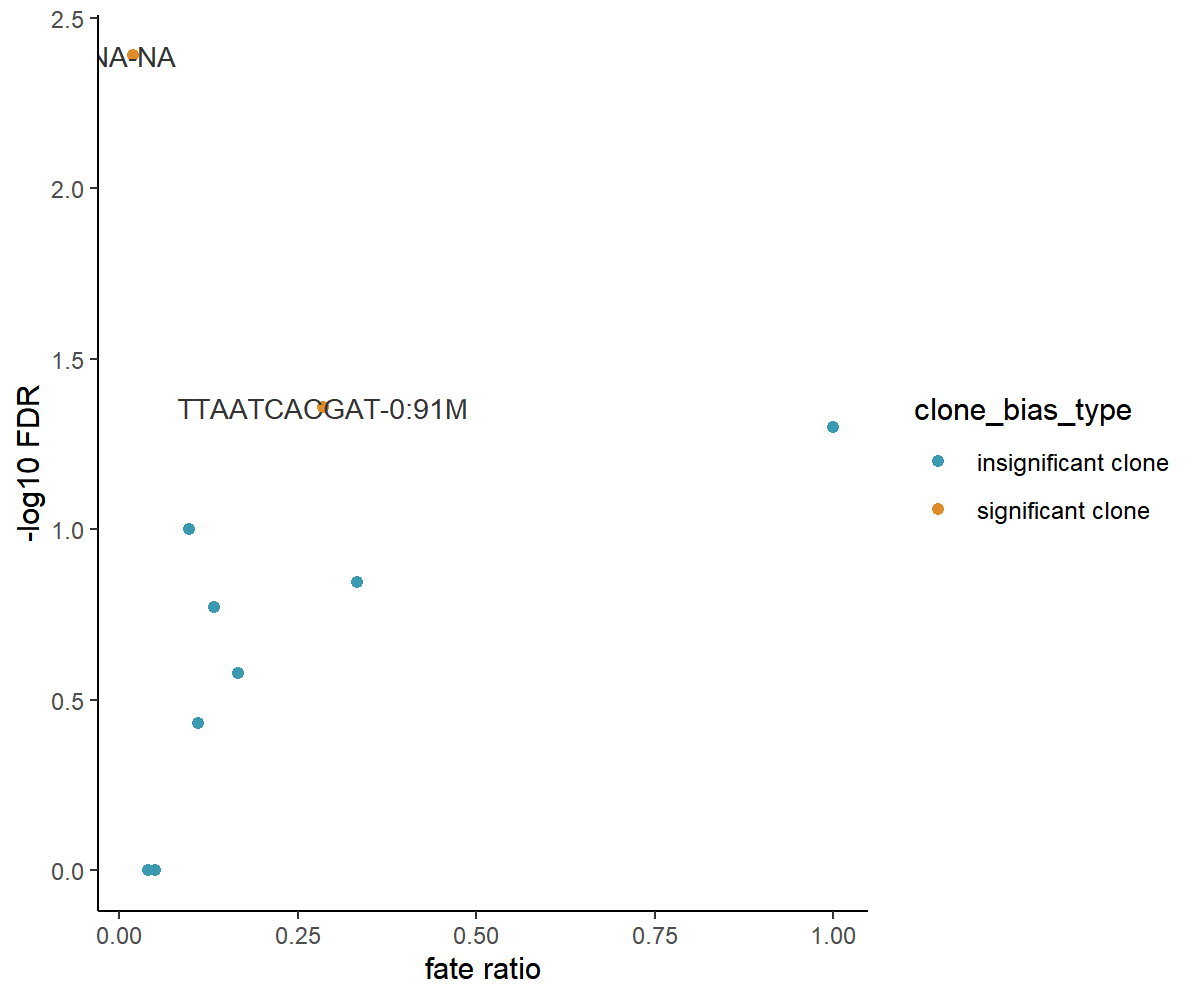 2.5
NA-NA
2.0
1.5
TTAATCACGAT-0:91M
1.0
0.5
0.0
-log10 FDR
0.00 0.25 0.50 0.75 1.00
fate ratio
clone_bias_type
insignificant clone
significant clone